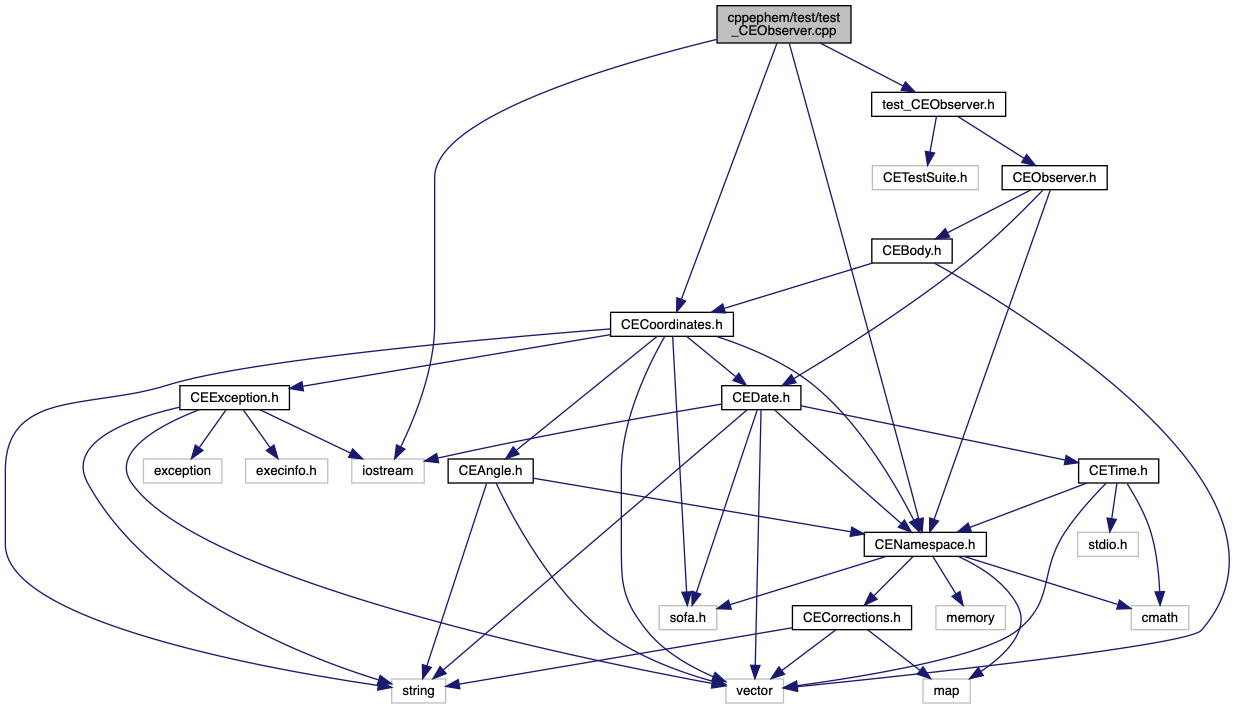 cppephem/test/test
_CEObserver.cpp
test_CEObserver.h
CETestSuite.h
CEObserver.h
CEBody.h
CECoordinates.h
CEException.h
CEDate.h
exception
execinfo.h
iostream
CEAngle.h
CETime.h
CENamespace.h
stdio.h
sofa.h
CECorrections.h
memory
cmath
string
vector
map